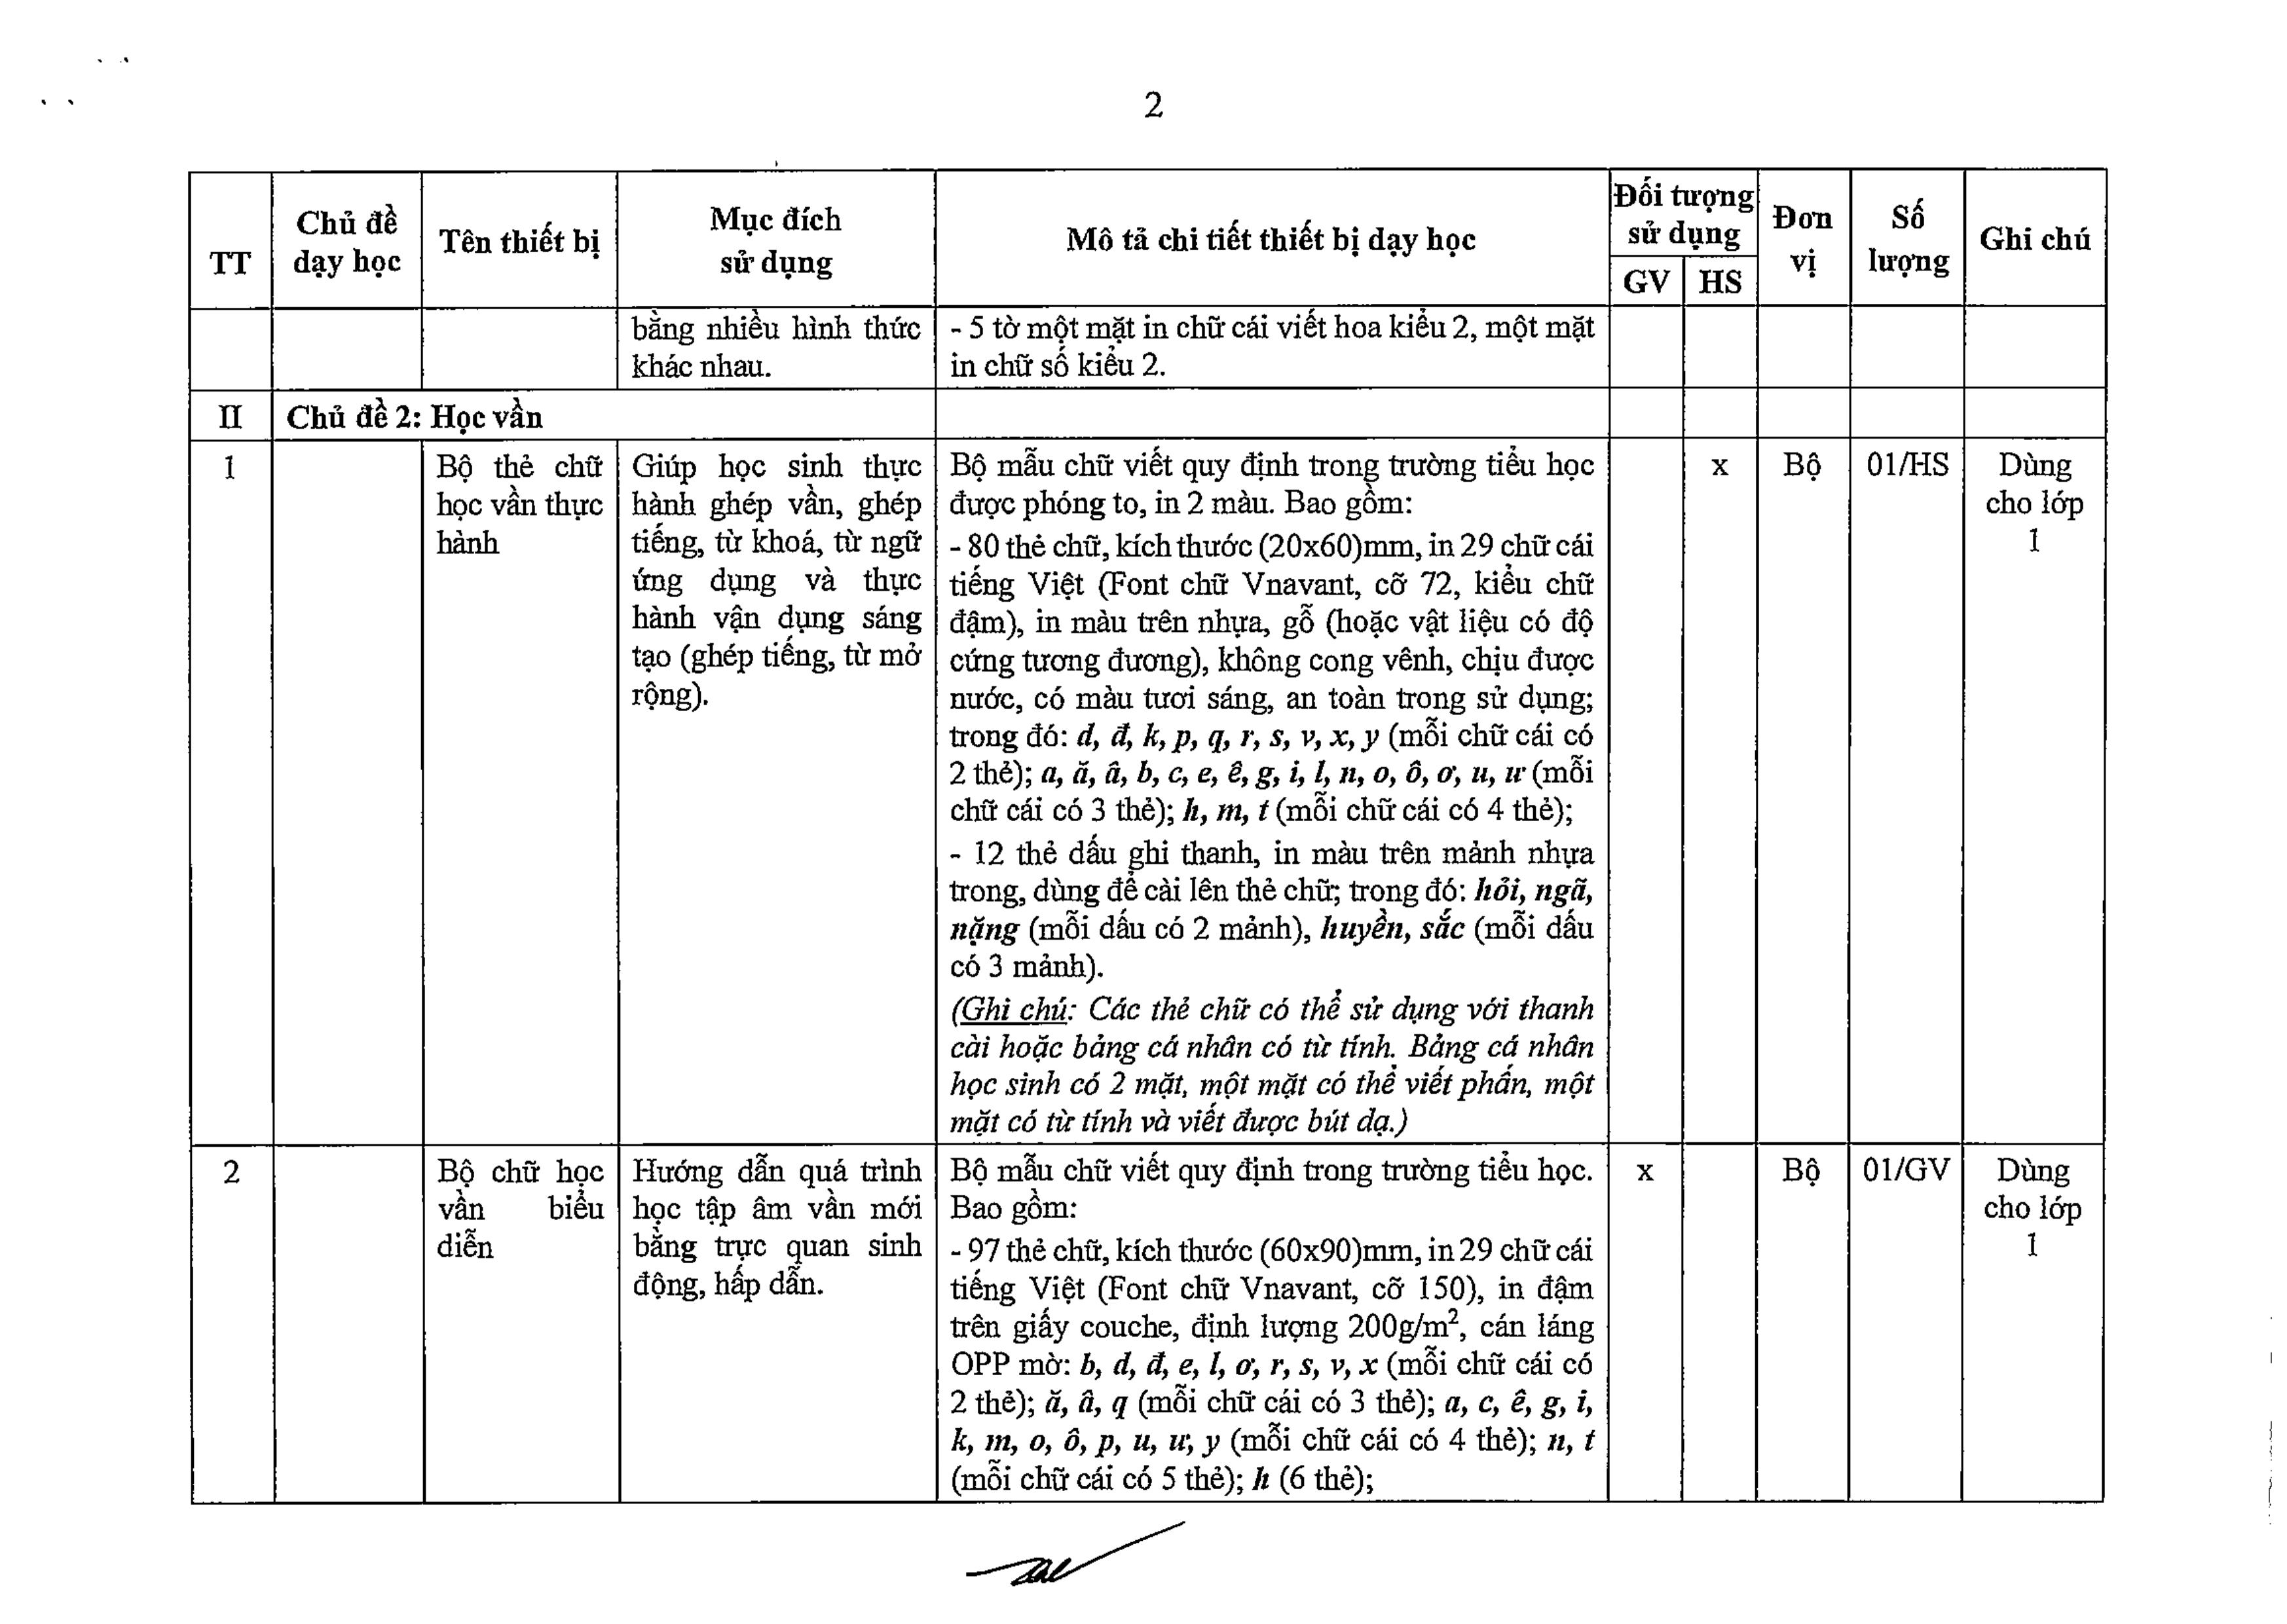 2
TT
Chủ đề
dạy học
Tên thiết bị
Mục đích
sử dụng
Mô tả chi tiết thiết bị dạy học
Đối tượng
sử dụng
GV
HS
Đơn
vị
Số
lượng
Ghi chú
bằng nhiều hình thức
khác nhau.
- 5 tờ một mặt in chữ cái viết hoa kiểu 2, một mặt
in chữ số kiểu 2.
II
Chủ đề 2: Học vần
1
Bộ thẻ chữ
học vần thực
hành
Giúp học sinh thực
hành ghép vần, ghép
tiếng, từ khoá, từ ngữ
ứng dụng và thực
hành vận dụng sáng
tạo (ghép tiếng, từ mở
rộng).
Bộ mẫu chữ viết quy định trong trường tiểu học
được phóng to, in 2 màu. Bao gồm:
- 80 thẻ chữ, kích thước (20x60)mm, in 29 chữ cái
tiếng Việt (Font chữ Vnavant, cỡ 72, kiểu chữ
đậm), in màu trên nhựa, gỗ (hoặc vật liệu có độ
cứng tương đương), không cong vênh, chịu được
nước, có màu tươi sáng, an toàn trong sử dụng;
trong đó: d, đ, k, p, q, r, s, v, x, y (mỗi chữ cái có
2 thẻ); a, ă, â, b, c, e, ê, g, i, l, n, o, ô, ơ, u, ư (mỗi
chữ cái có 3 thẻ); h, m, t (mỗi chữ cái có 4 thẻ);
- 12 thẻ dấu ghi thanh, in màu trên mảnh nhựa
trong, dùng để cài lên thẻ chữ; trong đó: hỏi, ngã,
nặng (mỗi dấu có 2 mảnh), huyền, sắc (mỗi dấu
có 3 mảnh).
(Ghi chú: Các thẻ chữ có thể sử dụng với thanh
cài hoặc bảng cá nhân có từ tính. Bảng cá nhân
học sinh có 2 mặt, một mặt có thể viết phấn, một
mặt có từ tính và viết được bút dạ.)
x
Bộ
01/HS
Dùng
cho lớp
1
2
Bộ chữ học
vần biểu
diễn
Hướng dẫn quá trình
học tập âm vần mới
bằng trực quan sinh
động, hấp dẫn.
Bộ mẫu chữ viết quy định trong trường tiểu học.
Bao gồm:
- 97 thẻ chữ, kích thước (60x90)mm, in 29 chữ cái
tiếng Việt (Font chữ Vnavant, cỡ 150), in đậm
trên giấy couche, định lượng 200g/m², cán láng
OPP mờ: b, d, đ, e, l, ơ, r, s, v, x (mỗi chữ cái có
2 thẻ); ă, â, q (mỗi chữ cái có 3 thẻ); a, c, ê, g, i,
k, m, o, ô, p, u, ư, y (mỗi chữ cái có 4 thẻ); n, t
(mỗi chữ cái có 5 thẻ); h (6 thẻ);
x
Bộ
01/GV
Dùng
cho lớp
1